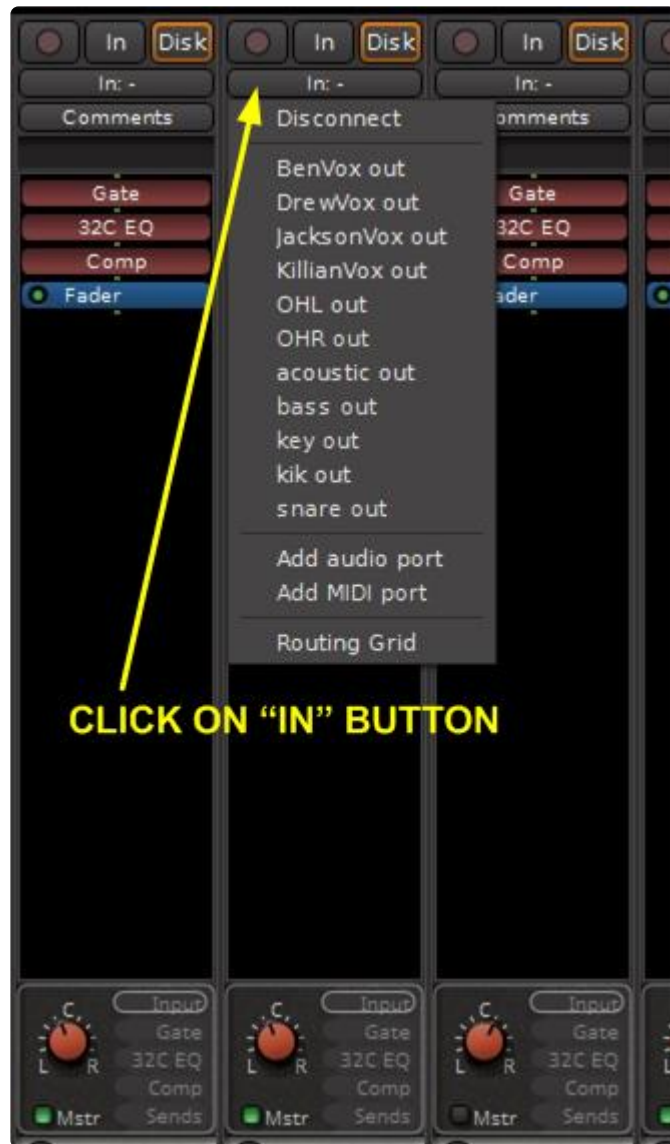 In Disk In Disk In Disk
In: - In: - In: -
Comments
omments
Disconnect
BenVox out
DrewVox out
JacksonVox out
KillianVox out
OHL out
OHR out
acoustic out
bass out
key out
kik out
snare out
Add audio port
Add MIDI port
Routing Grid
Gate
32C EQ
Comp
Fader
Gate
32C EQ
Comp
ader
CLICK ON “IN” BUTTON
C Input
Gate
L R 32C EQ
Comp
Mstr Sends
C Input
Gate
L R 32C EQ
Comp
Mstr Sends
C Input
Gate
L R 32C EQ
Comp
Mstr Sends